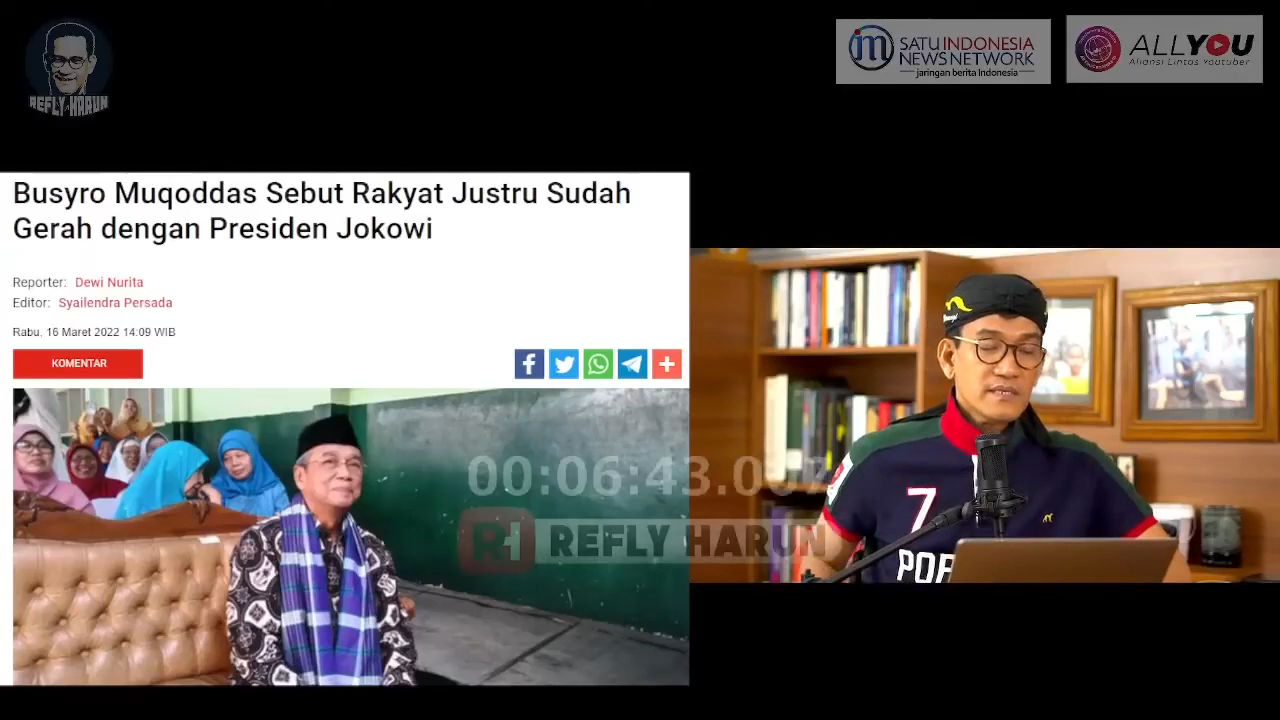 REFLY HARUN
SATU INDONESIA
NEWS NETWORK
jaringan berita Indonesia
ALLYOU
Aliansi Lintas Youtuber
Busyro Muqoddas Sebut Rakyat Justru Sudah
Gerah dengan Presiden Jokowi
Reporter: Dewi Nurita
Editor: Syailendra Persada
Rabu, 16 Maret 2022 14:09 WIB
KOMENTAR
00:06:43.00
RH REFLY HARUN
7